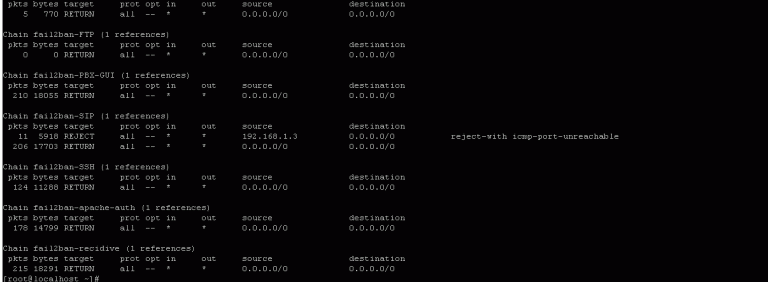 pkts bytes target prot opt in out source destination
5 770 RETURN all -- * * 0.0.0.0/0 0.0.0.0/0
Chain fail2ban-FTP (1 references)
pkts bytes target prot opt in out source destination
0 0 RETURN all -- * * 0.0.0.0/0 0.0.0.0/0
Chain fail2ban-PBX-GUI (1 references)
pkts bytes target prot opt in out source destination
210 18055 RETURN all -- * * 0.0.0.0/0 0.0.0.0/0
Chain fail2ban-SIP (1 references)
pkts bytes target prot opt in out source destination
11 5918 REJECT all -- * * 192.168.1.3 0.0.0.0/0 reject-with icmp-port-unreachable
206 17703 RETURN all -- * * 0.0.0.0/0 0.0.0.0/0
Chain fail2ban-SSH (1 references)
pkts bytes target prot opt in out source destination
124 11288 RETURN all -- * * 0.0.0.0/0 0.0.0.0/0
Chain fail2ban-apache-auth (1 references)
pkts bytes target prot opt in out source destination
178 14799 RETURN all -- * * 0.0.0.0/0 0.0.0.0/0
Chain fail2ban-recidive (1 references)
pkts bytes target prot opt in out source destination
215 18291 RETURN all -- * * 0.0.0.0/0 0.0.0.0/0
[root@localhost ~]#